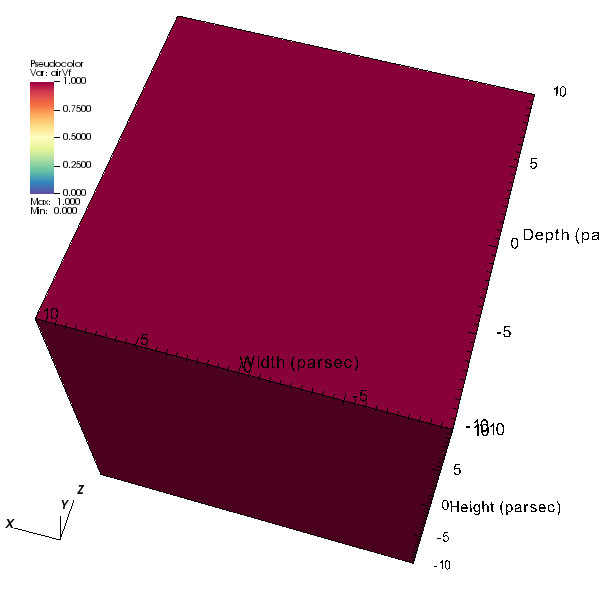 Pseudocolor
Var: airVf
1.000
0.7500
0.5000
0.2500
0.000
Max: 1.000
Min: 0.000
10
5
0
Depth (pa
-5
-10
10
5
0
Width (parsec)
-5
10
10
5
0
Height (parsec)
-5
-10
X
Y
Z